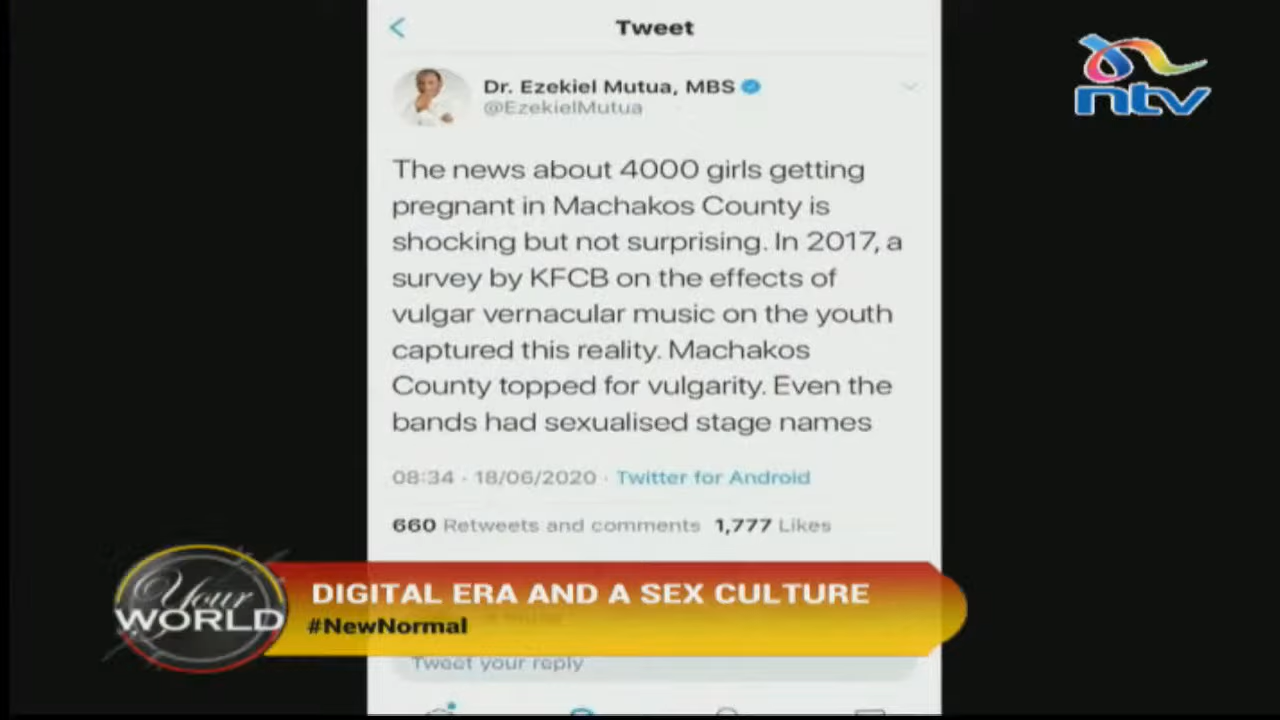 Tweet
ntv
Dr. Ezekiel Mutua, MBS
@EzekielMutua
The news about 4000 girls getting
pregnant in Machakos County is
shocking but not surprising. In 2017, a
survey by KFCB on the effects of
vulgar vernacular music on the youth
captured this reality. Machakos
County topped for vulgarity. Even the
bands had sexualised stage names
08:34 · 18/06/2020 · Twitter for Android
660 Retweets and comments 1,777 Likes
Your
WORLD
DIGITAL ERA AND A SEX CULTURE
#NewNormal
Tweet your reply